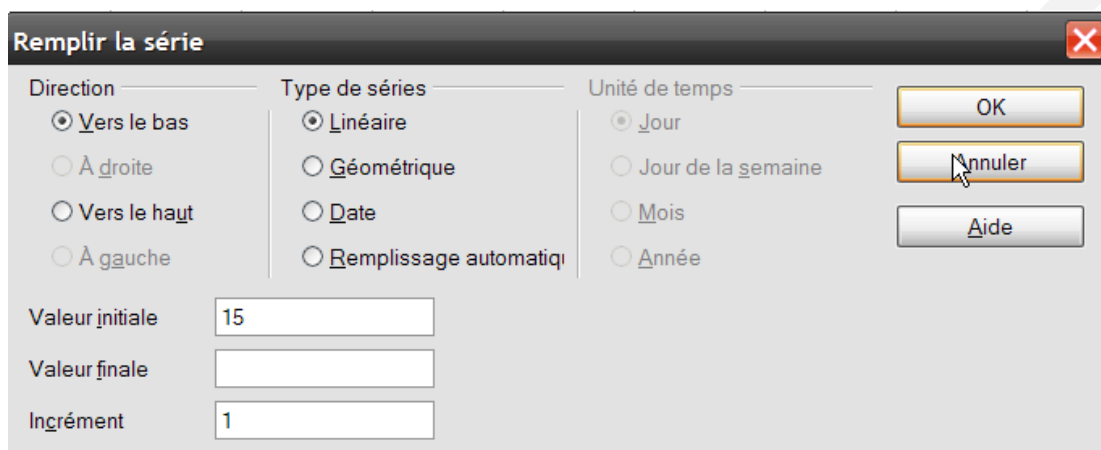 Remplir la série
Direction
Vers le bas
À droite
Vers le haut
À gauche
Type de séries
Linéaire
Géométrique
Date
Remplissage automatiq
Unité de temps
Jour
Jour de la semaine
Mois
Année
OK
Annuler
Aide
Valeur initiale 15
Valeur finale
Incrément 1